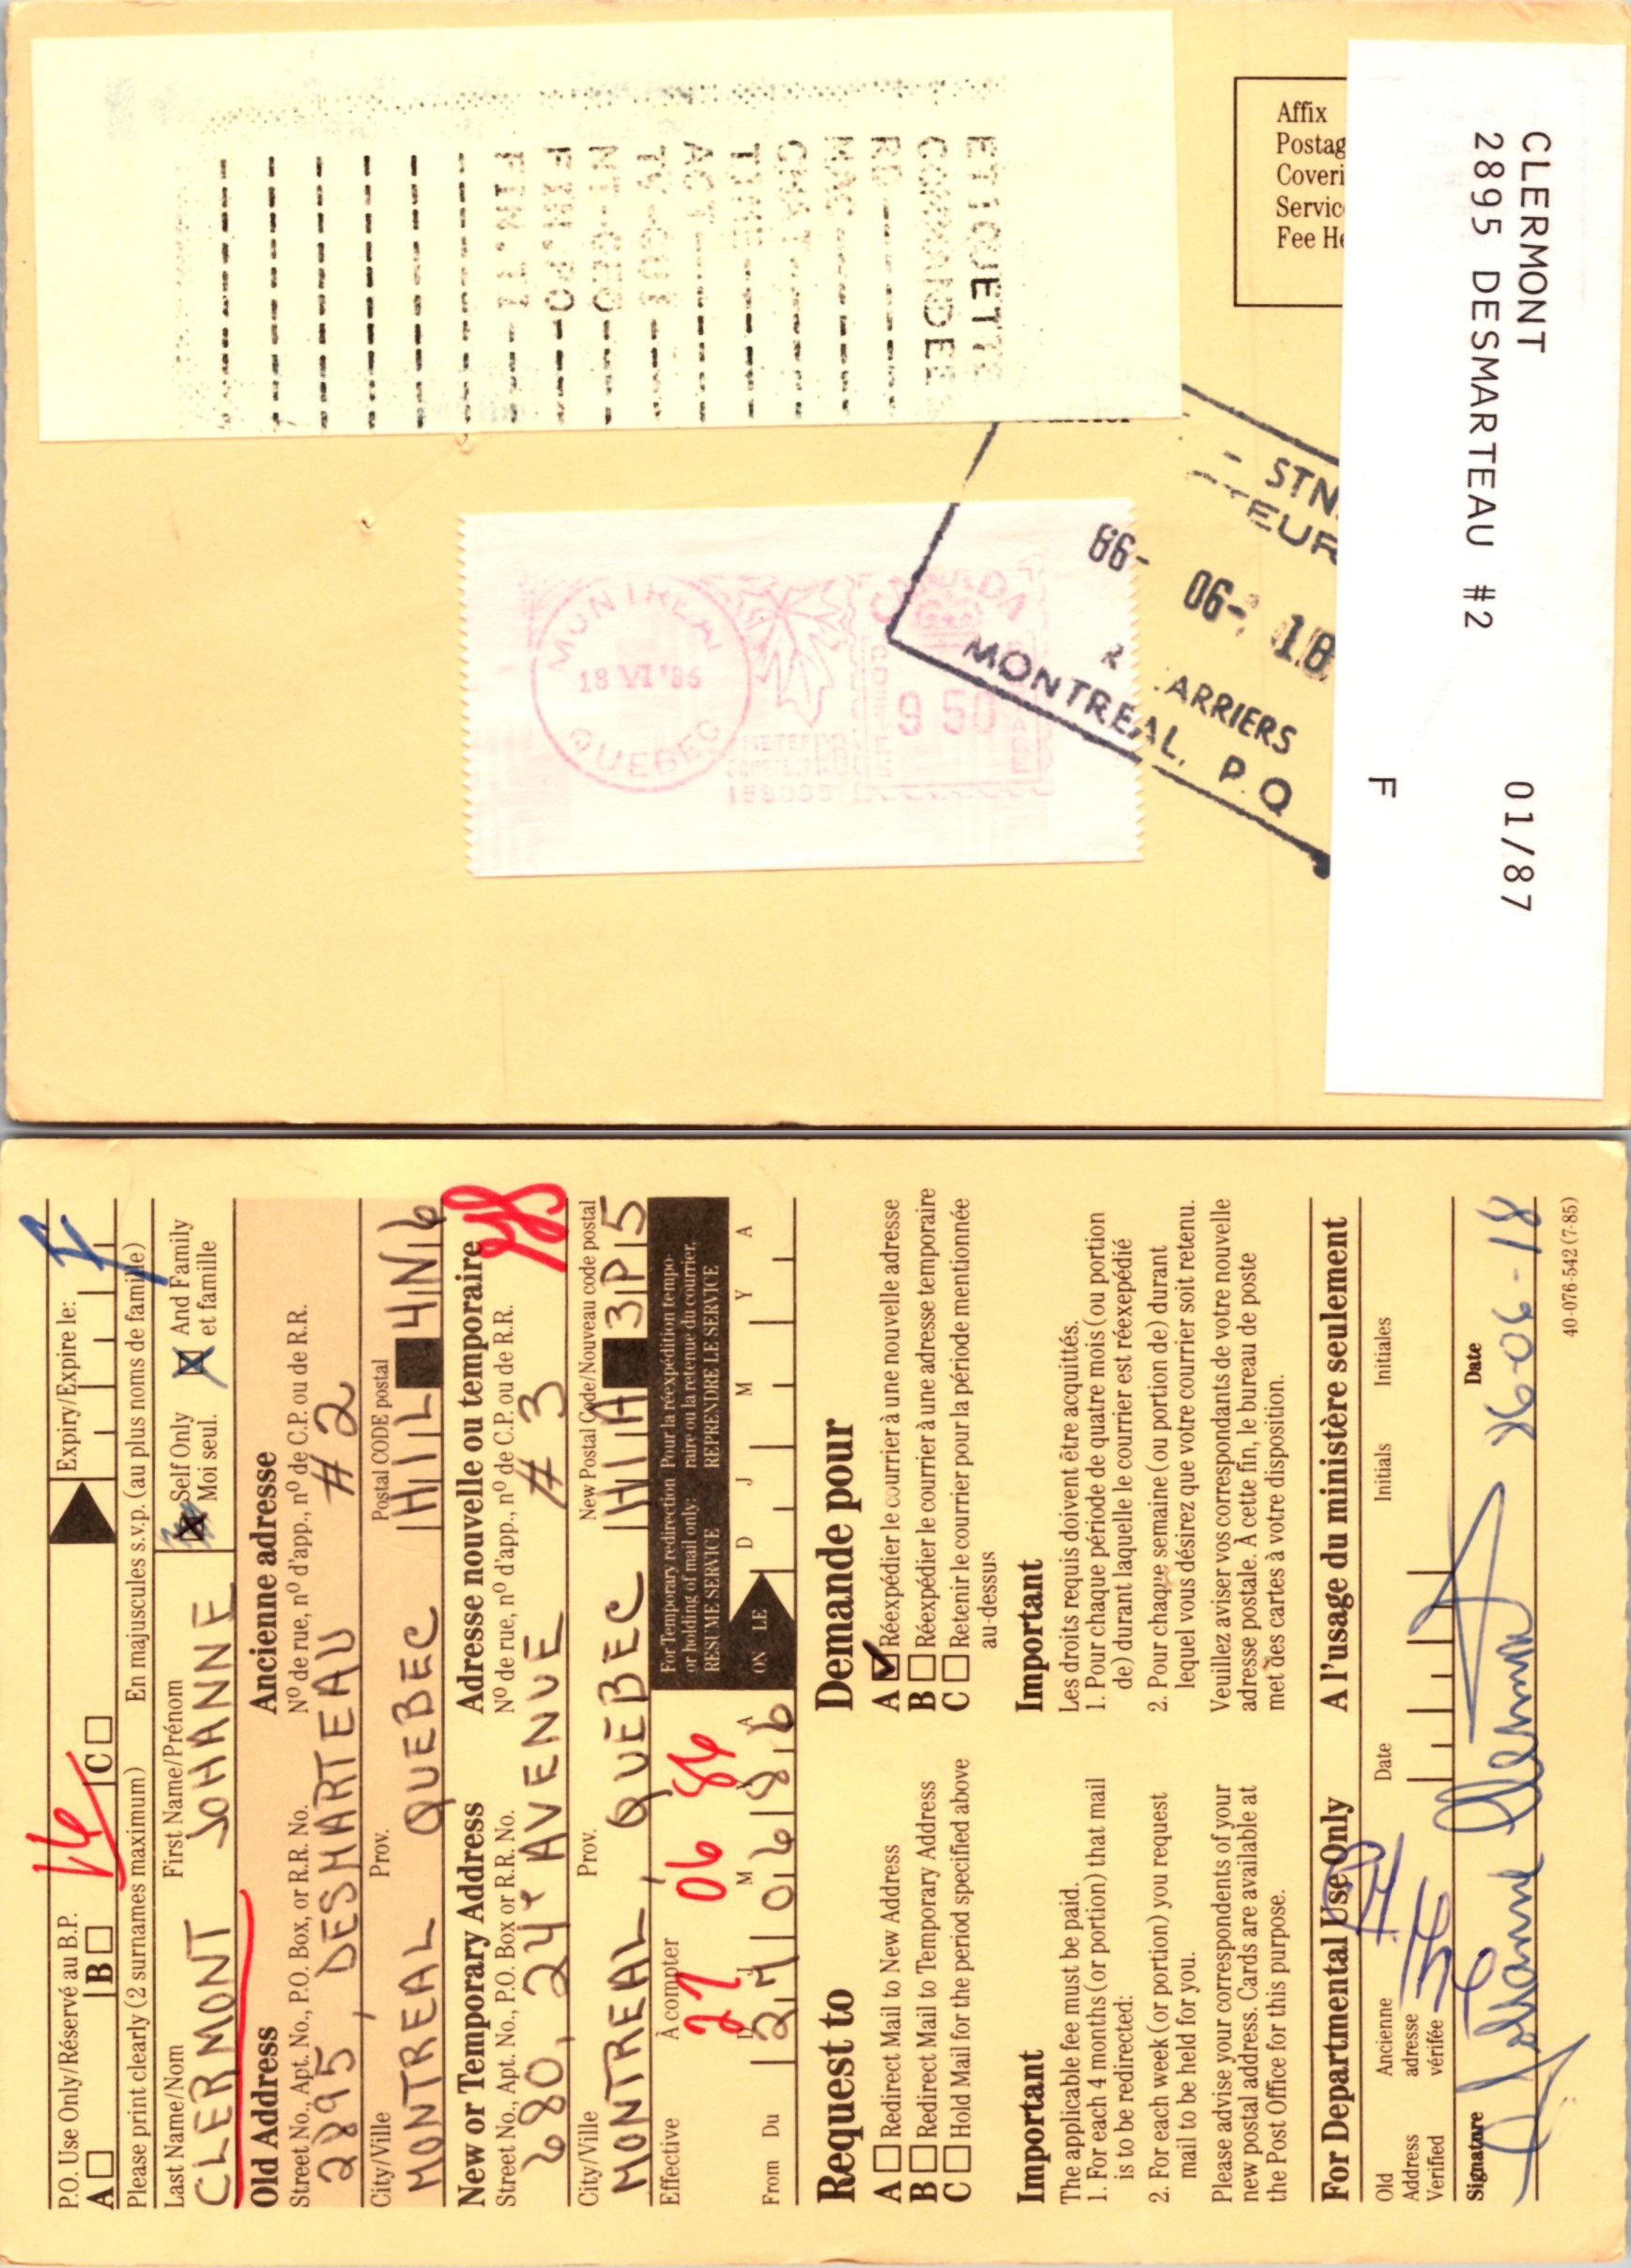 CLERMONT 01/87
2895 DESMARTEAU #2
F
Affix
Postag
Coveri
Servic
Fee He
ETIQUETTE
COMMANDEE
- STN.
TEUR
86- 06- 18
ARRIERS
MONTREAL, P.Q
CANADA
MONTREAL
18 VI '86
QUEBEC
9 50
METER
P.O. Use Only/Réservé au B.P.
Expiry/Expire le:
A B C
Please print clearly (2 surnames maximum) En majuscules s.v.p. (au plus noms de famille)
Last Name/Nom First Name/Prénom
CLERMONT JOHANNE
Self Only
Moi seul.
And Family
et famille
Old Address Ancienne adresse
Street No., Apt. No., P.O. Box, or R.R. No. Nº de rue, nº d'app., nº de C.P. ou de R.R.
2895, DESMARTEAU #2
City/Ville Prov. Postal CODE postal
MONTREAL QUEBEC H1L 4N6
New or Temporary Address Adresse nouvelle ou temporaire
Street No., Apt. No., P.O. Box or R.R. No. Nº de rue, nº d'app., nº de C.P. ou de R.R.
680, 24e AVENUE #3
City/Ville Prov. New Postal Code/Nouveau code postal
MONTREAL, QUEBEC H1A 3P5
Effective À compter
27 06 86
For Temporary redirection
or holding of mail only:
RESUME SERVICE
Pour la réexpédition tempo-
raire ou la retenue du courrier,
REPRENDRE LE SERVICE
D J M Y A
From Du 27 06 86 ON LE D J M Y A
Request to
A Redirect Mail to New Address
B Redirect Mail to Temporary Address
C Hold Mail for the period specified above
Demande pour
A Réexpédier le courrier à une nouvelle adresse
B Réexpédier le courrier à une adresse temporaire
C Retenir le courrier pour la période mentionnée
au-dessus
Important
The applicable fee must be paid.
1. For each 4 months (or portion) that mail
is to be redirected:
2. For each week (or portion) you request
mail to be held for you.
Please advise your correspondents of your
new postal address. Cards are available at
the Post Office for this purpose.
Important
Les droits requis doivent être acquittés.
1. Pour chaque période de quatre mois (ou portion
de) durant laquelle le courrier est réexpédié
2. Pour chaque semaine (ou portion de) durant
lequel vous désirez que votre courrier soit retenu.
Veuillez aviser vos correspondants de votre nouvelle
adresse postale. À cette fin, le bureau de poste
met des cartes à votre disposition.
For Departmental Use Only A l'usage du ministère seulement
Old
Address
Verified
Ancienne
adresse
vérifée
Date Initials Initiales
Signature Date
Johanne Clermont 86-06-18
40-076-542 (7-85)